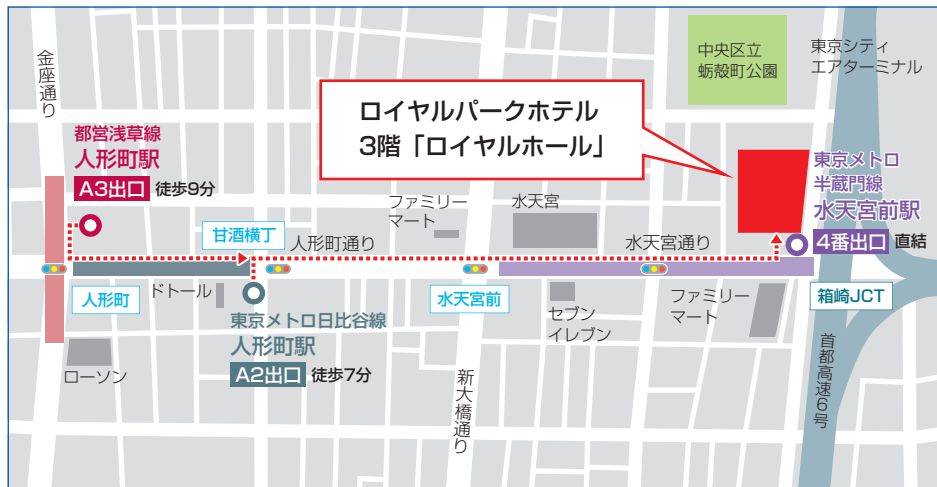 金座通り
都営浅草線
人形町駅
A3出口 徒歩9分
ロイヤルパークホテル
3階「ロイヤルホール」
中央区立
蛎殻町公園
東京シティ
エアターミナル
東京メトロ
半蔵門線
水天宮前駅
4番出口 直結
ファミリー
マート
水天宮
甘酒横丁
人形町通り
水天宮通り
人形町
ドトール
水天宮前
セブン
イレブン
ファミリー
マート
箱崎JCT
東京メトロ日比谷線
人形町駅
A2出口 徒歩7分
ローソン
新大橋通り
首都高速6号